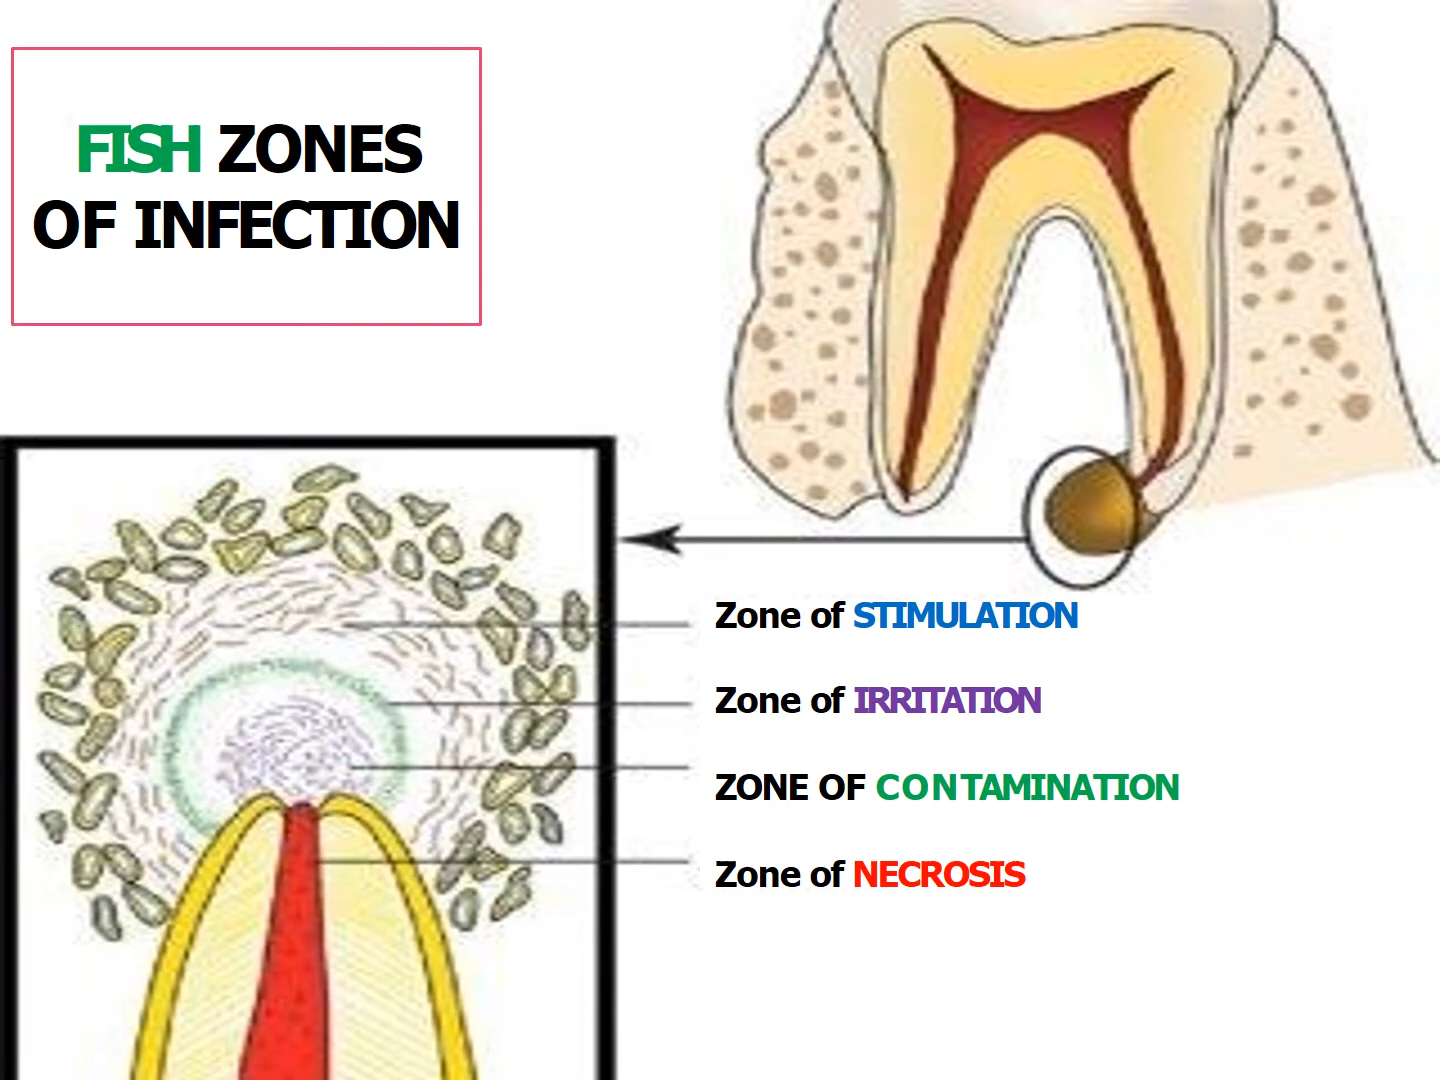 FISH ZONES
OF INFECTION
Zone of STIMULATION
Zone of IRRITATION
ZONE OF CONTAMINATION
Zone of NECROSIS